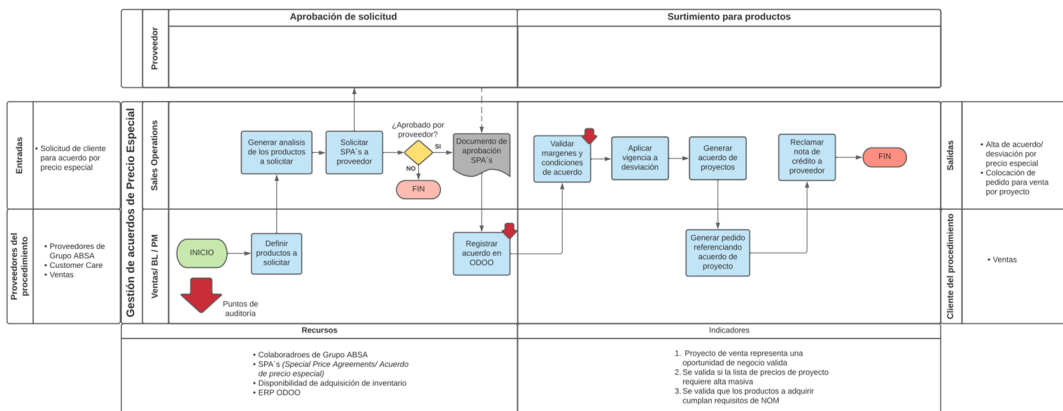 Aprobación de solicitud
Surtimiento para productos
Proveedor
Gestión de acuerdos de Precio Especial
Entradas
• Solicitud de cliente
para acuerdo por
precio especial
Proveedores del
procedimiento
• Proveedores de
Grupo ABSA
• Customer Care
• Ventas
Sales Operations
Generar analisis
de los productos
a solicitar
Solicitar
SPA´s a
proveedor
¿Aprobado por
proveedor?
SI
NO
FIN
Documento de
aprobación
SPA´s
Validar
margenes y
condiciones
de acuerdo
Aplicar
vigencia a
desviación
Generar
acuerdo de
proyectos
Reclamar
nota de
crédito a
proveedor
FIN
Ventas/ BL / PM
INICIO
Definir
productos a
solicitar
Registrar
acuerdo en
ODOO
Generar pedido
referenciando
acuerdo de
proyecto
Puntos de
auditoría
Salidas
• Alta de acuerdo/
desviación por
precio especial
• Colocación de
pedido para venta
por proyecto
Cliente del procedimiento
• Ventas
Recursos
• Colaboradroes de Grupo ABSA
• SPA´s (Special Price Agreements/ Acuerdo
de precio especial)
• Disponibilidad de adquisición de inventario
• ERP ODOO
Indicadores
1. Proyecto de venta representa una
oportunidad de negocio valida
2. Se valida si la lista de precios de proyecto
requiere alta masiva
3. Se valida que los productos a adquirir
cumplan requisitos de NOM